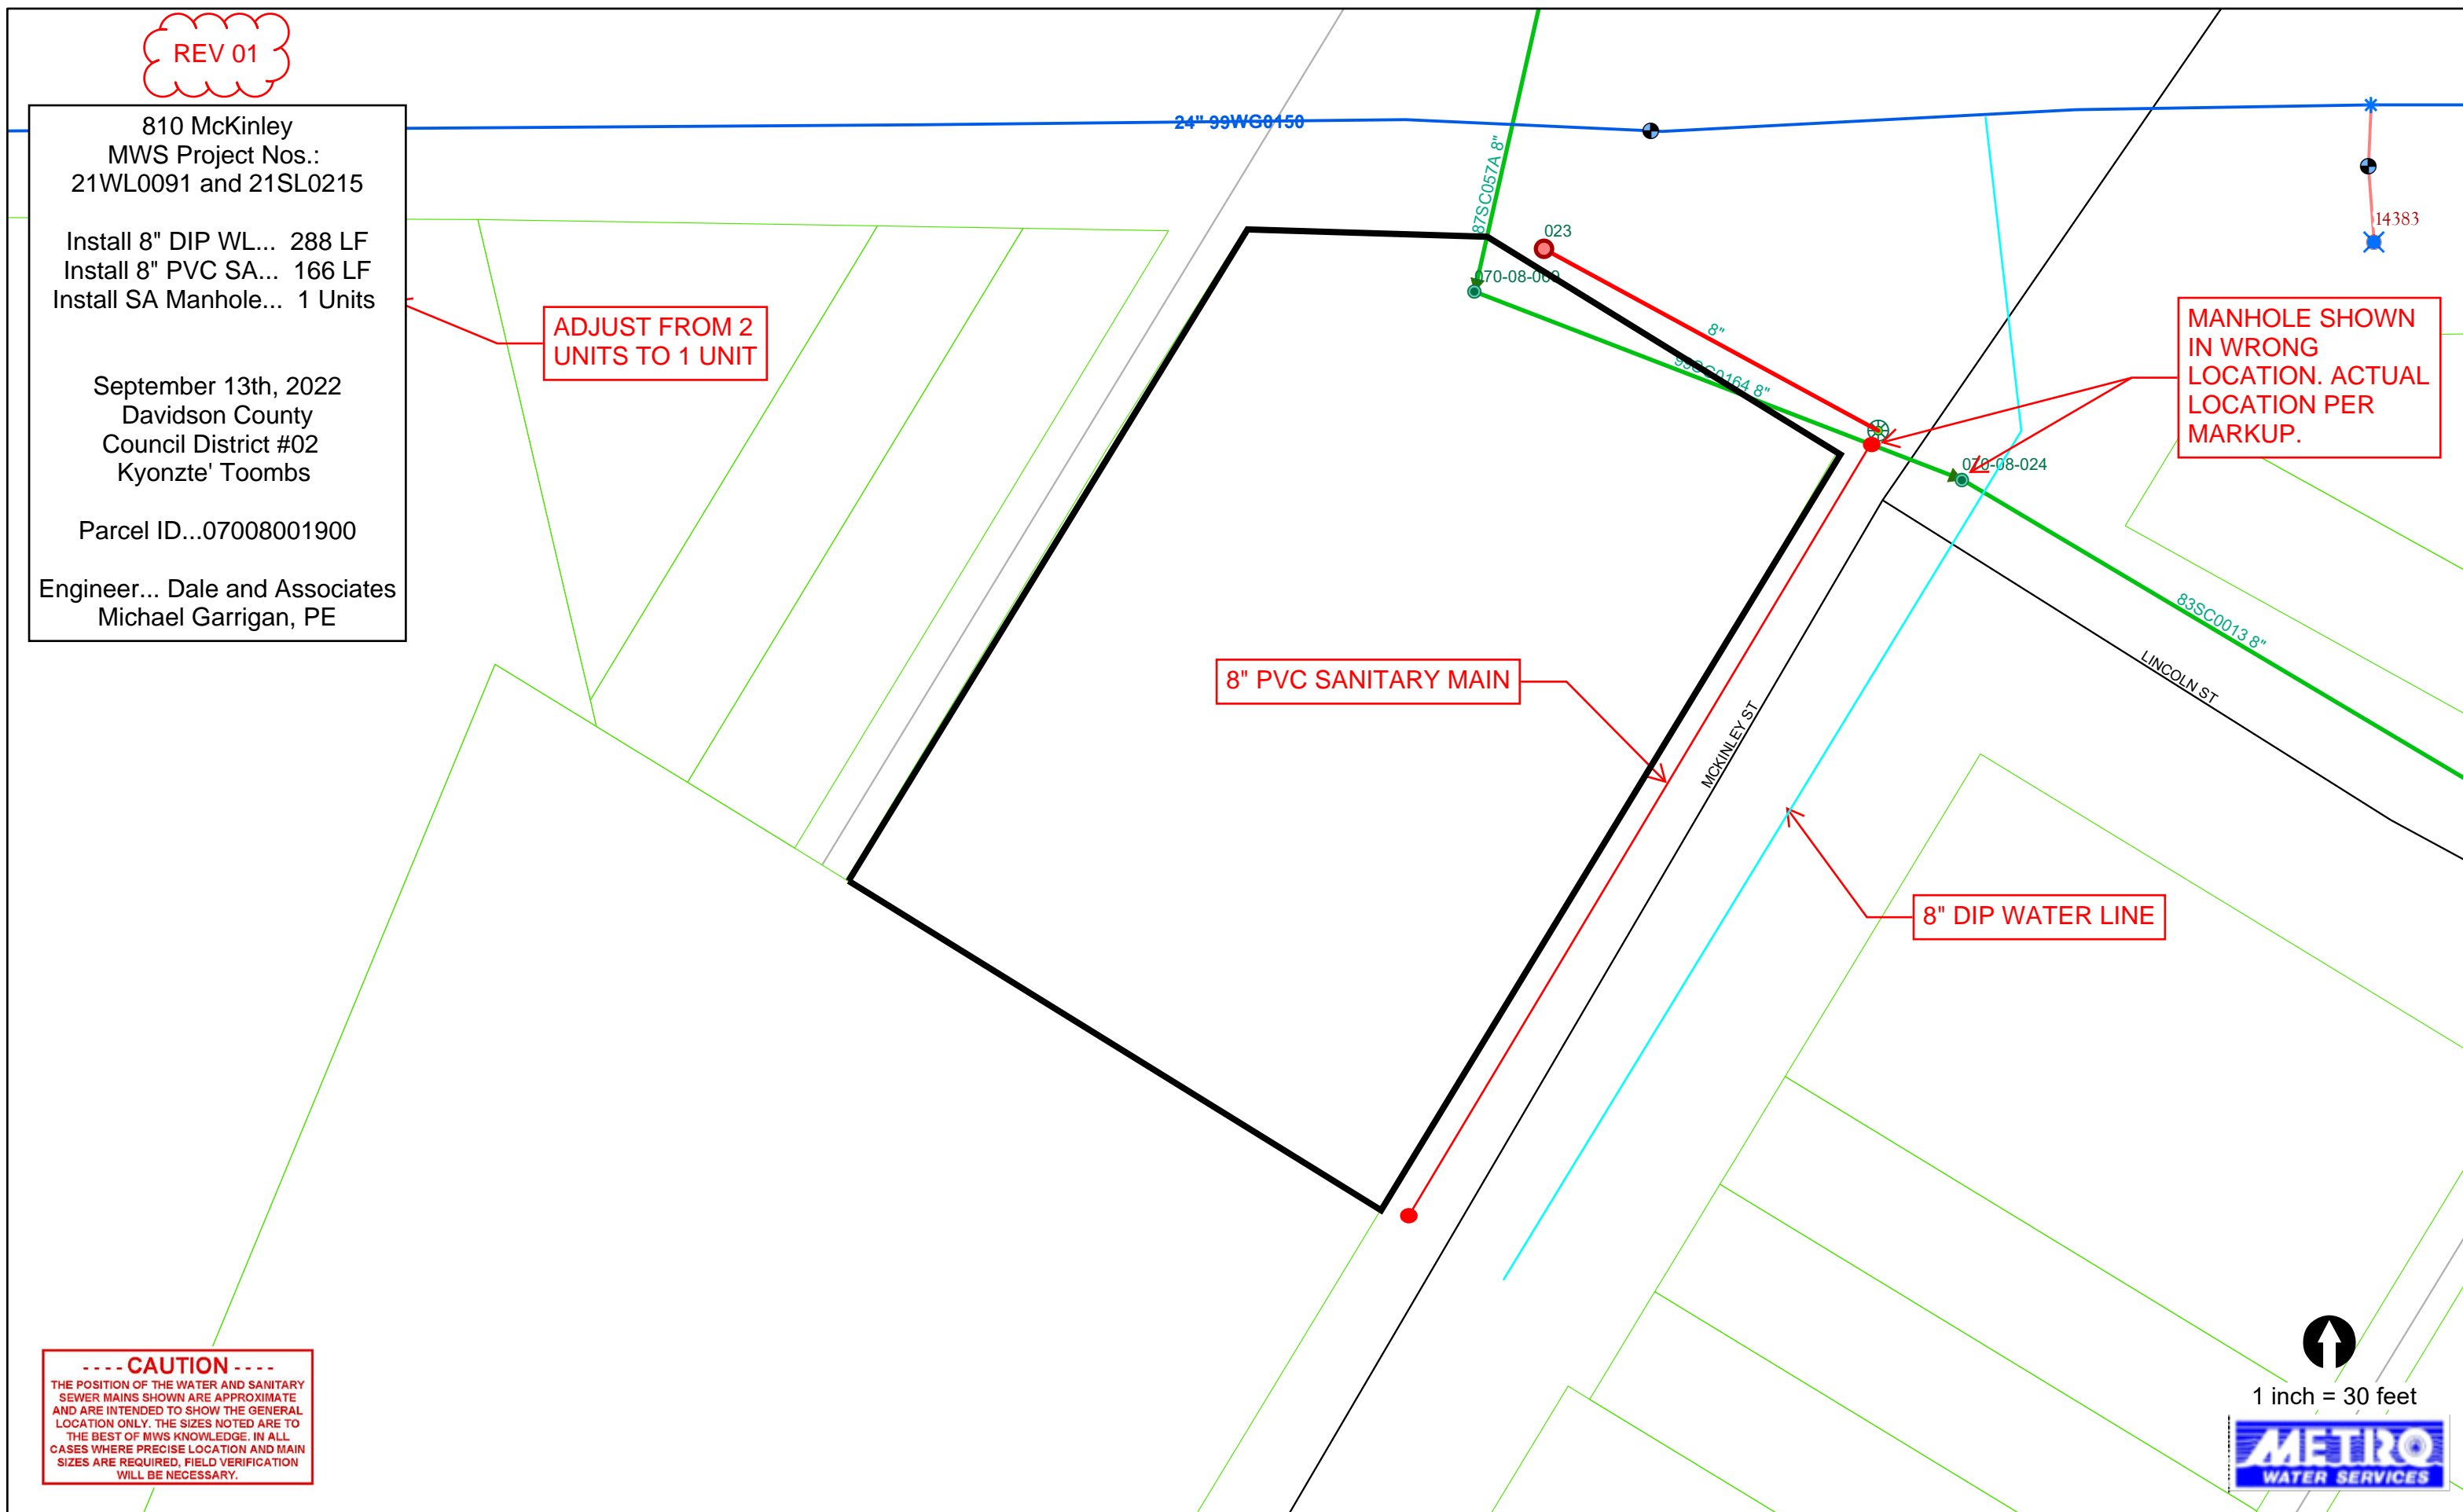 REV 01
810 McKinley
MWS Project Nos.:
21WL0091 and 21SL0215
Install 8" DIP WL... 288 LF
Install 8" PVC SA... 166 LF
Install SA Manhole... 1 Units
September 13th, 2022
Davidson County
Council District #02
Kyonzte' Toombs
Parcel ID...07008001900
Engineer... Dale and Associates
Michael Garrigan, PE
ADJUST FROM 2
UNITS TO 1 UNIT
24" 99WG0150
87SC057A 8"
023
8"
070-08-024
14383
MANHOLE SHOWN
IN WRONG
LOCATION. ACTUAL
LOCATION PER
MARKUP.
83SC0013 8"
LINCOLN ST
MCKINLEY ST
8" PVC SANITARY MAIN
8" DIP WATER LINE
- - - - CAUTION - - - -
THE POSITION OF THE WATER AND SANITARY
SEWER MAINS SHOWN ARE APPROXIMATE
AND ARE INTENDED TO SHOW THE GENERAL
LOCATION ONLY. THE SIZES NOTED ARE TO
THE BEST OF MWS KNOWLEDGE. IN ALL
CASES WHERE PRECISE LOCATION AND MAIN
SIZES ARE REQUIRED, FIELD VERIFICATION
WILL BE NECESSARY.
1 inch = 30 feet
METRO
WATER SERVICES